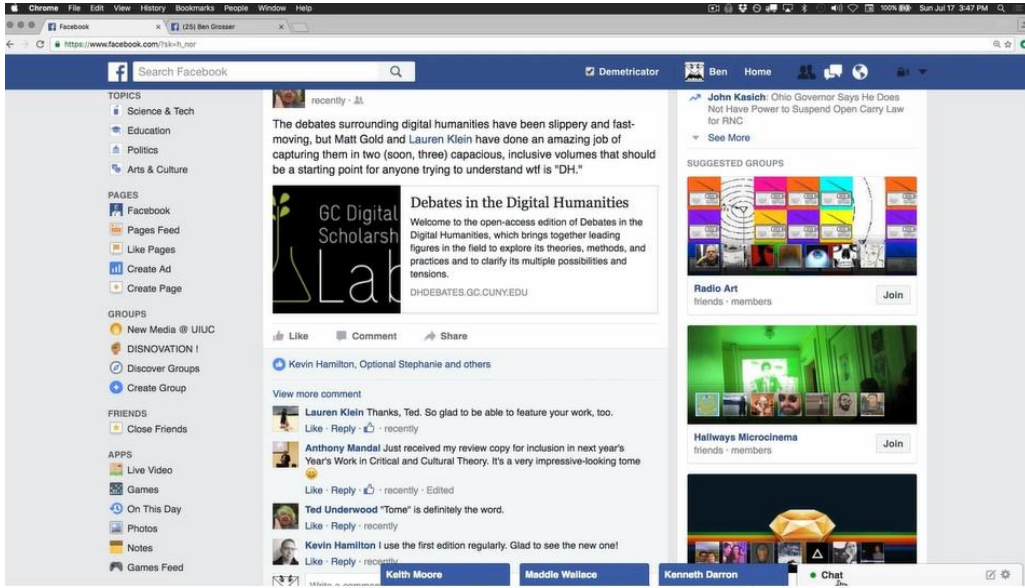 Chrome File Edit View History Bookmarks People Window Help
100% Sun Jul 17 3:47 PM
Facebook
(25) Ben Grosser
https://www.facebook.com/?sk=h_nor
Search Facebook
Demetricator
Ben
Home
TOPICS
Science & Tech
Education
Politics
Arts & Culture
PAGES
Facebook
Pages Feed
Like Pages
Create Ad
Create Page
GROUPS
New Media @ UIUC
DISNOVATION !
Discover Groups
Create Group
FRIENDS
Close Friends
APPS
Live Video
Games
On This Day
Photos
Notes
Games Feed
recently ·
The debates surrounding digital humanities have been slippery and fast-
moving, but Matt Gold and Lauren Klein have done an amazing job of
capturing them in two (soon, three) capacious, inclusive volumes that should
be a starting point for anyone trying to understand wtf is "DH."
GC Digital
Scholarsh
Lab
Debates in the Digital Humanities
Welcome to the open-access edition of Debates in the
Digital Humanities, which brings together leading
figures in the field to explore its theories, methods, and
practices and to clarify its multiple possibilities and
tensions.
DHDEBATES.GC.CUNY.EDU
Like Comment Share
Kevin Hamilton, Optional Stephanie and others
View more comment
Lauren Klein Thanks, Ted. So glad to be able to feature your work, too.
Like · Reply · recently
Anthony Mandal Just received my review copy for inclusion in next year's
Year's Work in Critical and Cultural Theory. It's a very impressive-looking tome
Like · Reply · recently · Edited
Ted Underwood "Tome" is definitely the word.
Like · Reply · recently
Kevin Hamilton I use the first edition regularly. Glad to see the new one!
Like · Reply · recently
Write a comment
John Kasich: Ohio Governor Says He Does
Not Have Power to Suspend Open Carry Law
for RNC
See More
SUGGESTED GROUPS
Radio Art
friends · members
Join
Hallways Microcinema
friends · members
Join
Keith Moore
Maddie Wallace
Kenneth Darron
Chat